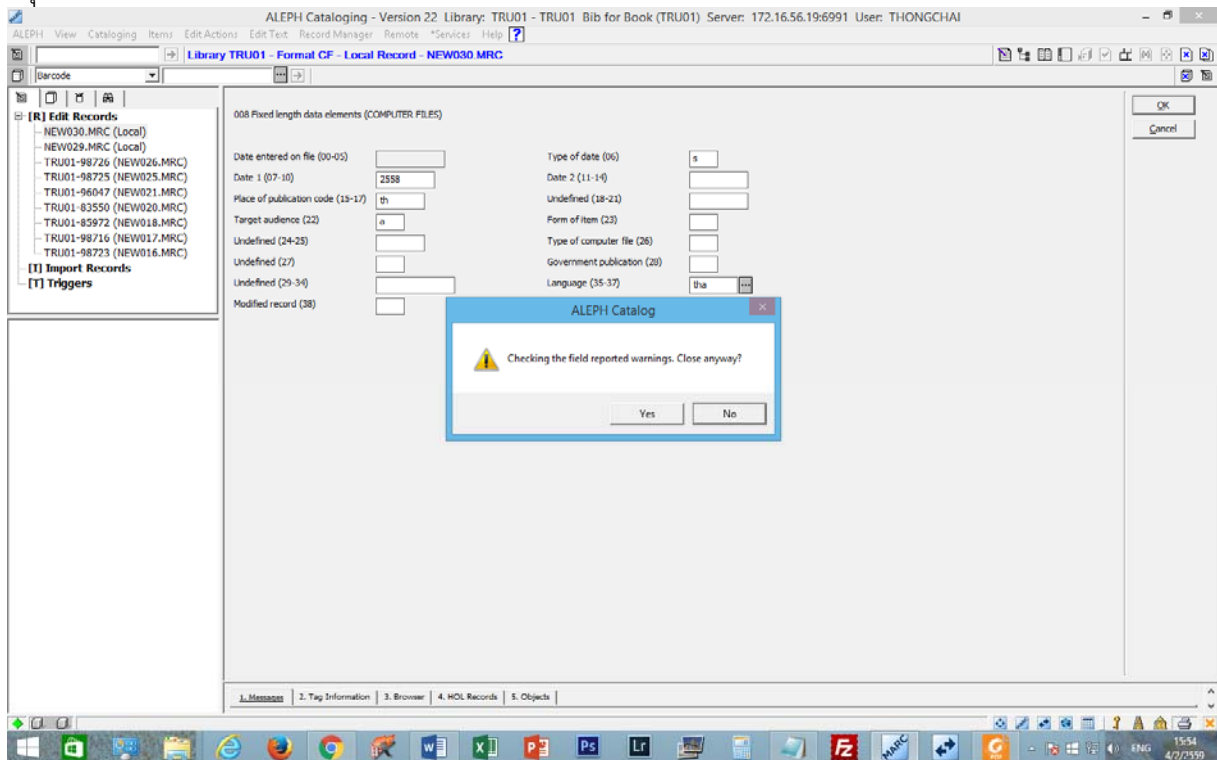 ALEPH Cataloging - Version 22 Library: TRU01 - TRU01 Bib for Book (TRU01) Server: 172.16.56.19:6991 User: THONGCHAI
ALEPH View Cataloging Items Edit Actions Edit Text Record Manager Remote *Services Help ?
Library TRU01 - Format CF - Local Record - NEW030.MRC
Barcode
[R] Edit Records
NEW030.MRC (Local)
NEW029.MRC (Local)
TRU01-98726 (NEW026.MRC)
TRU01-98725 (NEW025.MRC)
TRU01-96047 (NEW021.MRC)
TRU01-83550 (NEW020.MRC)
TRU01-85972 (NEW018.MRC)
TRU01-98716 (NEW017.MRC)
TRU01-98723 (NEW016.MRC)
[I] Import Records
[T] Triggers
008 Fixed length data elements (COMPUTER FILES)
OK
Cancel
Date entered on file (00-05) Type of date (06) s
Date 1 (07-10) 2558 Date 2 (11-14)
Place of publication code (15-17) th Undefined (18-21)
Target audience (22) a Form of item (23)
Undefined (24-25) Type of computer file (26)
Undefined (27) Government publication (28)
Undefined (29-34) Language (35-37) tha ...
Modified record (38)
ALEPH Catalog
Checking the field reported warnings. Close anyway?
Yes No
1. Messages 2. Tag Information 3. Browser 4. HOL Records 5. Objects
Ps Lr Fz MARC ENG 15:54
4/2/2559